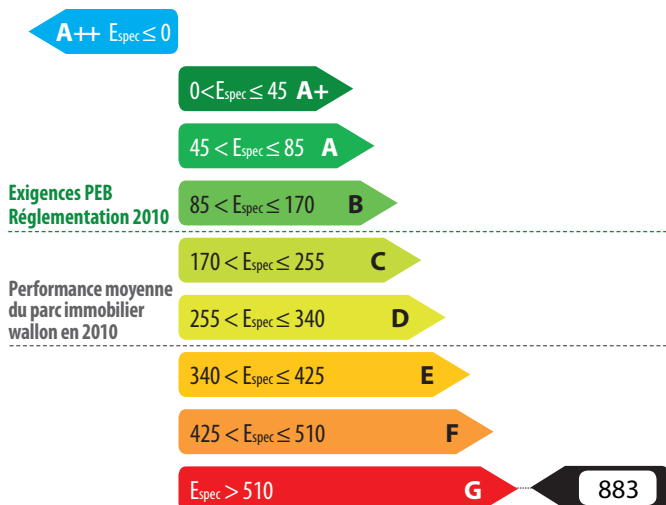 A++ Espec ≤ 0
0<Espec ≤ 45 A+
45 < Espec ≤ 85 A
Exigences PEB
Réglementation 2010
85 < Espec ≤ 170 B
170 < Espec ≤ 255 C
Performance moyenne
du parc immobilier
wallon en 2010
255 < Espec ≤ 340 D
340 < Espec ≤ 425 E
425 < Espec ≤ 510 F
Espec > 510 G 883